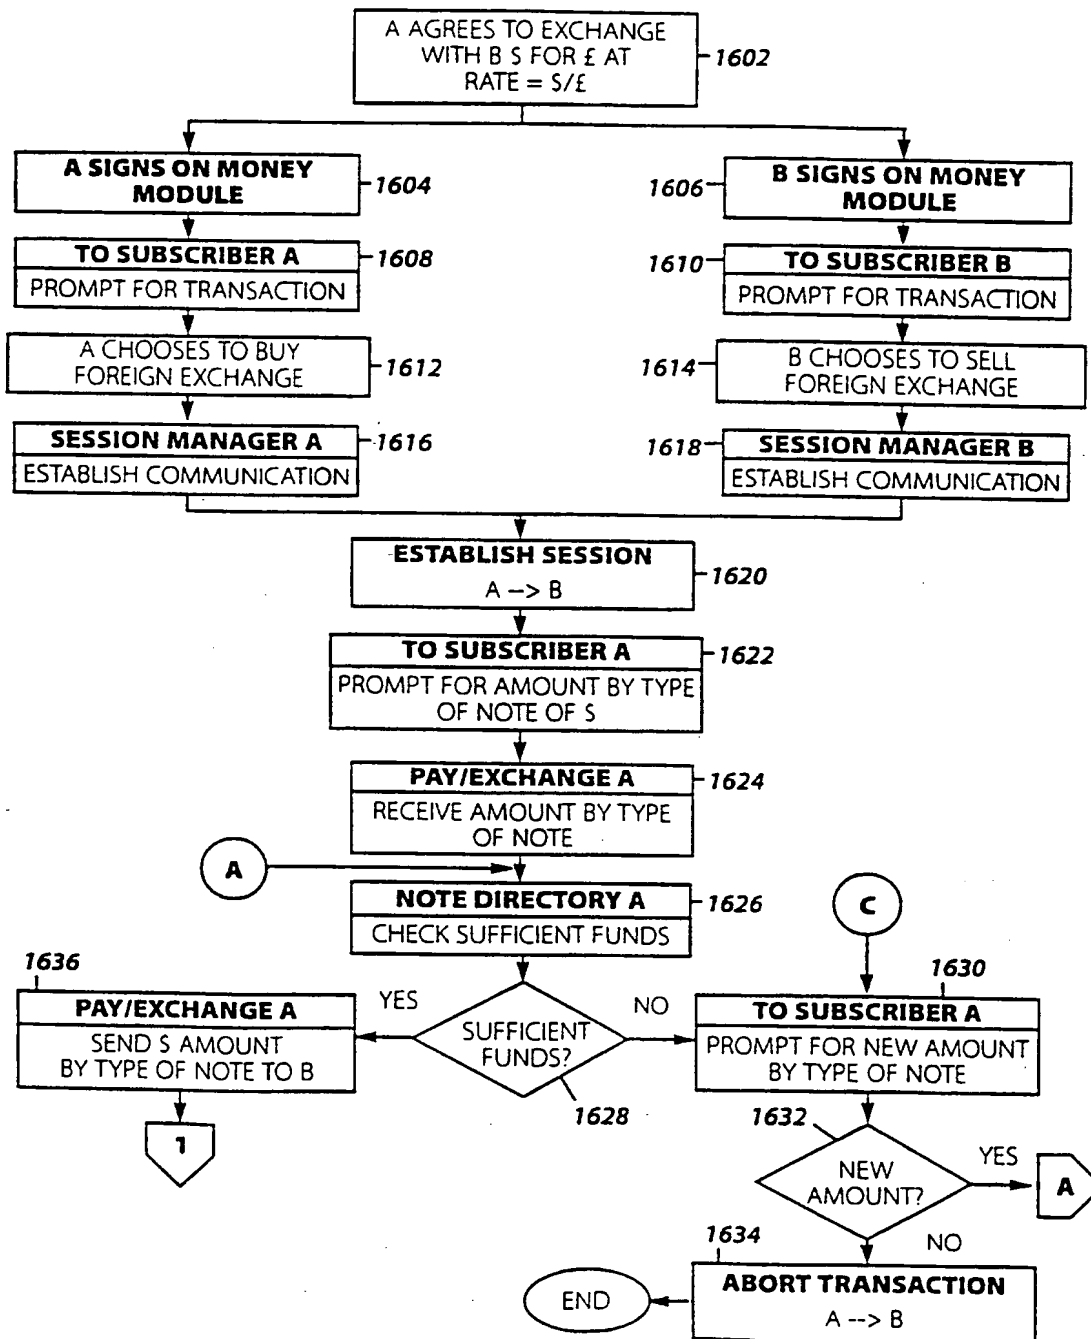 A AGREES TO EXCHANGE
WITH B $ FOR £ AT
RATE = $/£
1602
A SIGNS ON MONEY
MODULE
1604
1606
B SIGNS ON MONEY
MODULE
TO SUBSCRIBER A
1608
PROMPT FOR TRANSACTION
1610
TO SUBSCRIBER B
PROMPT FOR TRANSACTION
A CHOOSES TO BUY
FOREIGN EXCHANGE
1612
1614
B CHOOSES TO SELL
FOREIGN EXCHANGE
SESSION MANAGER A
1616
ESTABLISH COMMUNICATION
1618
SESSION MANAGER B
ESTABLISH COMMUNICATION
ESTABLISH SESSION
A --> B
1620
TO SUBSCRIBER A
1622
PROMPT FOR AMOUNT BY TYPE
OF NOTE OF $
PAY/EXCHANGE A
1624
RECEIVE AMOUNT BY TYPE
OF NOTE
A
NOTE DIRECTORY A
1626
CHECK SUFFICIENT FUNDS
C
1636
PAY/EXCHANGE A
SEND $ AMOUNT
BY TYPE OF NOTE TO B
YES
SUFFICIENT
FUNDS?
NO
1628
1630
TO SUBSCRIBER A
PROMPT FOR NEW AMOUNT
BY TYPE OF NOTE
1
1632
NEW
AMOUNT?
YES
A
NO
1634
ABORT TRANSACTION
A --> B
END